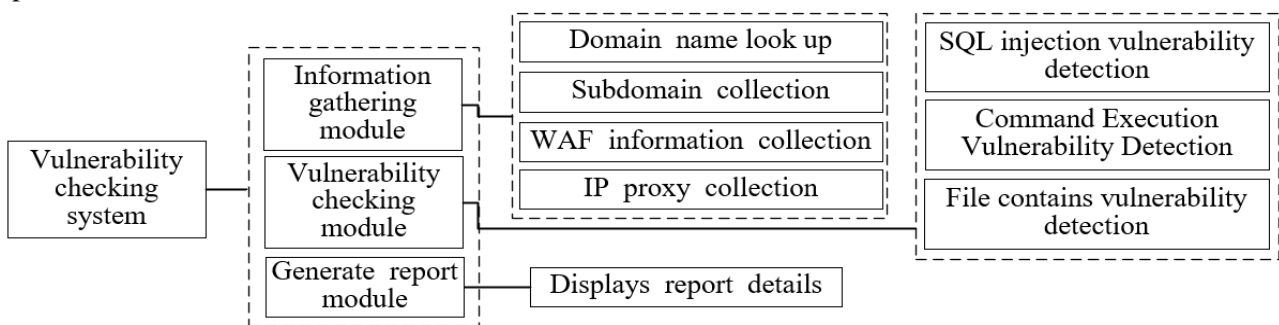 Vulnerability
checking
system
Information
gathering
module
Vulnerability
checking
module
Generate report
module
Domain name look up
Subdomain collection
WAF information collection
IP proxy collection
Displays report details
SQL injection vulnerability
detection
Command Execution
Vulnerability Detection
File contains vulnerability
detection